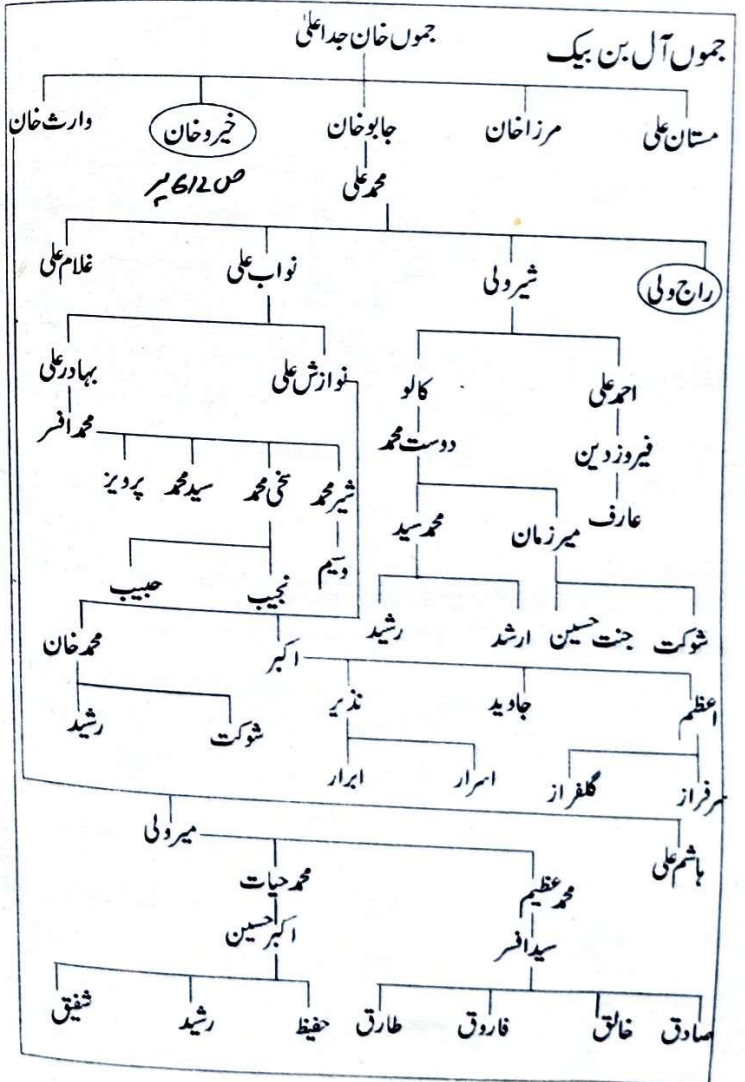 جموں آل بن بیک
جموں خان جداعلیٰ
مستان علی مرزا خان جابو خان خیرو خان وارث خان
ص 612 پر
محمد علی
راج ولی شیر ولی نواب علی غلام علی
احمد علی کالو نوازش علی بہادر علی
فیروز دین دوست محمد محمد افسر
شیر محمد سخی محمد سید محمد پرویز
عارف میر زمان محمد سید
وسیم نجیب حبیب
شوکت جنت حسین ارشد رشید
اکبر محمد خان
اعظم جاوید نذیر شوکت رشید
سرفراز گلفراز اسرار ابرار
ہاشم علی میر ولی
محمد عظیم محمد حیات
سید افسر اکبر حسین
صادق خالق فاروق طارق حفیظ رشید شفیق